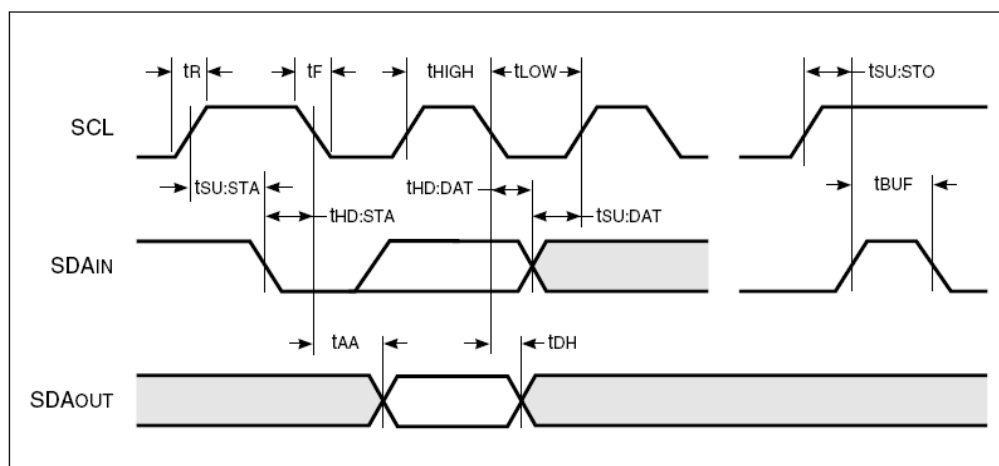 tR tF tHIGH tLOW tSU:STO
SCL
tSU:STA tHD:DAT tBUF
tHD:STA tSU:DAT
SDAIN
tAA tDH
SDAOUT